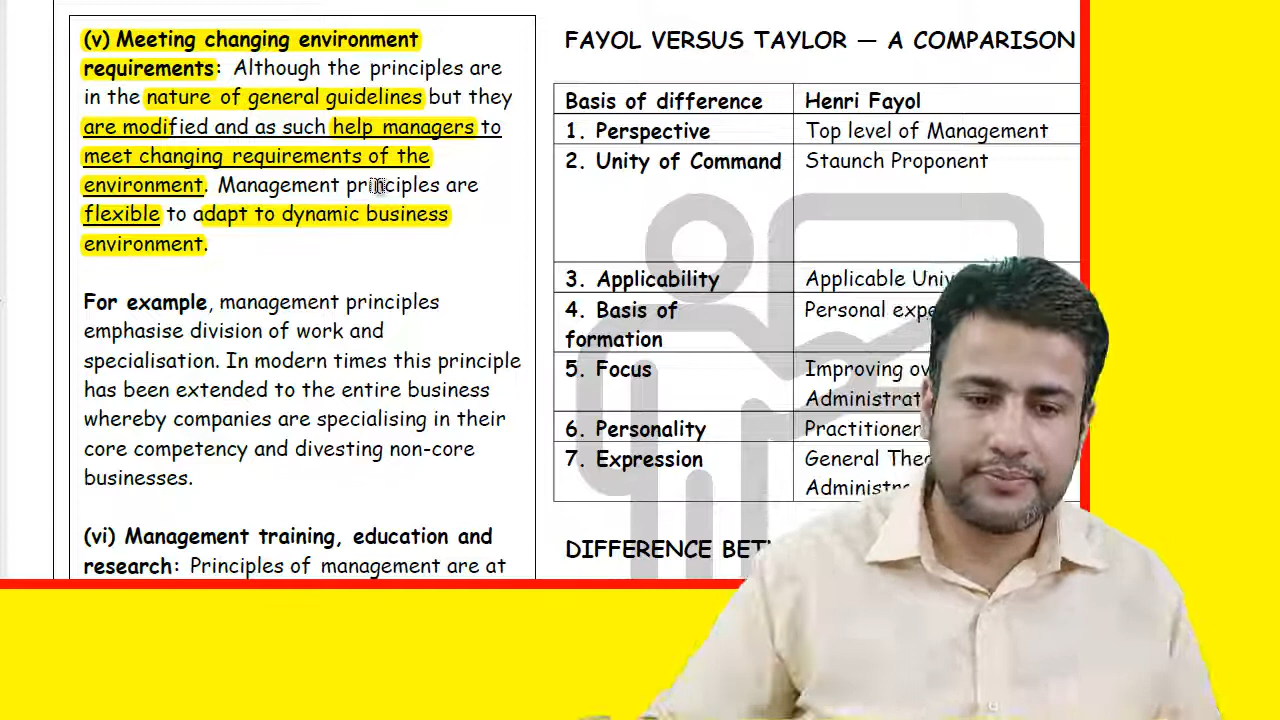 (v) Meeting changing environment
requirements: Although the principles are
in the nature of general guidelines but they
are modified and as such help managers to
meet changing requirements of the
environment. Management principles are
flexible to adapt to dynamic business
environment.
For example, management principles
emphasise division of work and
specialisation. In modern times this principle
has been extended to the entire business
whereby companies are specialising in their
core competency and divesting non-core
businesses.
(vi) Management training, education and
research: Principles of management are at
FAYOL VERSUS TAYLOR — A COMPARISON
Basis of difference Henri Fayol
1. Perspective Top level of Management
2. Unity of Command Staunch Proponent
3. Applicability Applicable
4. Basis of Personal
formation
5. Focus Improving
6. Personality Practitioner
7. Expression General
DIFFERENCE